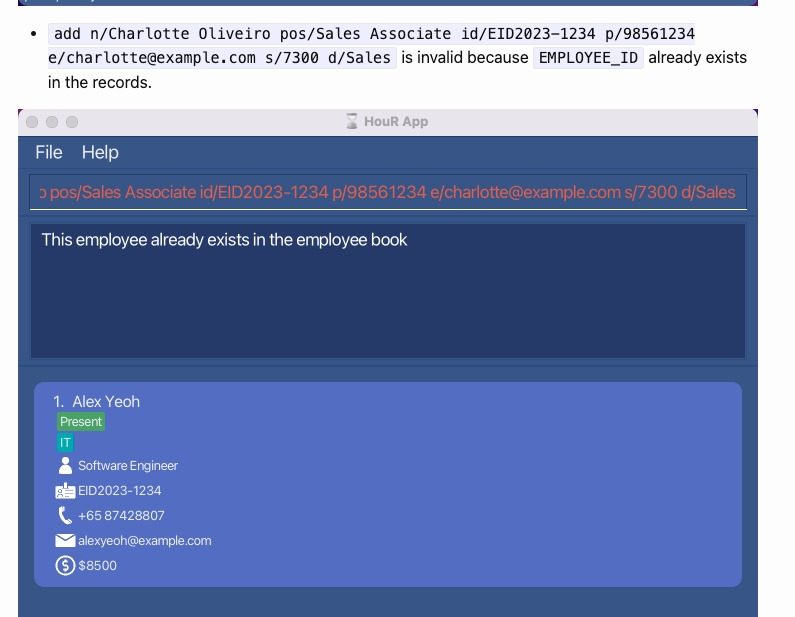 add n/Charlotte Oliveiro pos/Sales Associate id/EID2023-1234 p/98561234
e/charlotte@example.com s/7300 d/Sales is invalid because EMPLOYEE_ID already exists
in the records.
HouR App
File Help
pos/Sales Associate id/EID2023-1234 p/98561234 e/charlotte@example.com s/7300 d/Sales
This employee already exists in the employee book
1. Alex Yeoh
Present
IT
Software Engineer
EID2023-1234
+65 87428807
alexyeoh@example.com
$8500